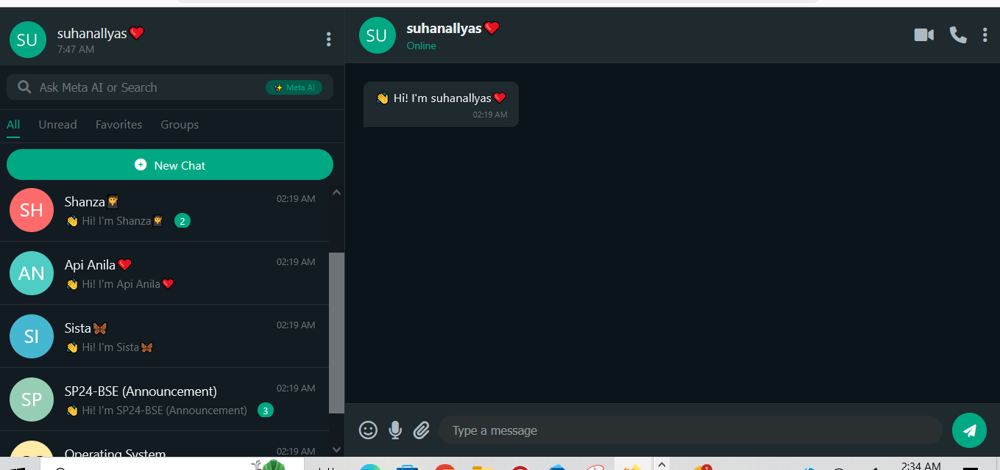 SU
suhanallyas❤️
7:47 AM
Ask Meta AI or Search
✨ Meta AI
All Unread Favorites Groups
New Chat
SH
Shanza
02:19 AM
👋 Hi! I'm Shanza
2
AN
Api Anila❤️
02:19 AM
👋 Hi! I'm Api Anila❤️
SI
Sista🦋
02:19 AM
👋 Hi! I'm Sista🦋
SP
SP24-BSE (Announcement)
02:19 AM
👋 Hi! I'm SP24-BSE (Announcement)
3
Operating System
02:19 AM
SU
suhanallyas❤️
Online
👋 Hi! I'm suhanallyas❤️
02:19 AM
Type a message
1
2:34 AM